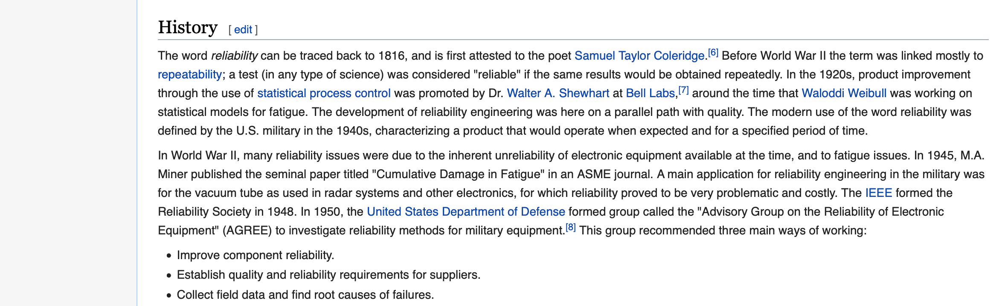 History [ edit ]
The word reliability can be traced back to 1816, and is first attested to the poet Samuel Taylor Coleridge.[6] Before World War II the term was linked mostly to
repeatability; a test (in any type of science) was considered "reliable" if the same results would be obtained repeatedly. In the 1920s, product improvement
through the use of statistical process control was promoted by Dr. Walter A. Shewhart at Bell Labs,[7] around the time that Waloddi Weibull was working on
statistical models for fatigue. The development of reliability engineering was here on a parallel path with quality. The modern use of the word reliability was
defined by the U.S. military in the 1940s, characterizing a product that would operate when expected and for a specified period of time.
In World War II, many reliability issues were due to the inherent unreliability of electronic equipment available at the time, and to fatigue issues. In 1945, M.A.
Miner published the seminal paper titled "Cumulative Damage in Fatigue" in an ASME journal. A main application for reliability engineering in the military was
for the vacuum tube as used in radar systems and other electronics, for which reliability proved to be very problematic and costly. The IEEE formed the
Reliability Society in 1948. In 1950, the United States Department of Defense formed group called the "Advisory Group on the Reliability of Electronic
Equipment" (AGREE) to investigate reliability methods for military equipment.[8] This group recommended three main ways of working:
• Improve component reliability.
• Establish quality and reliability requirements for suppliers.
• Collect field data and find root causes of failures.